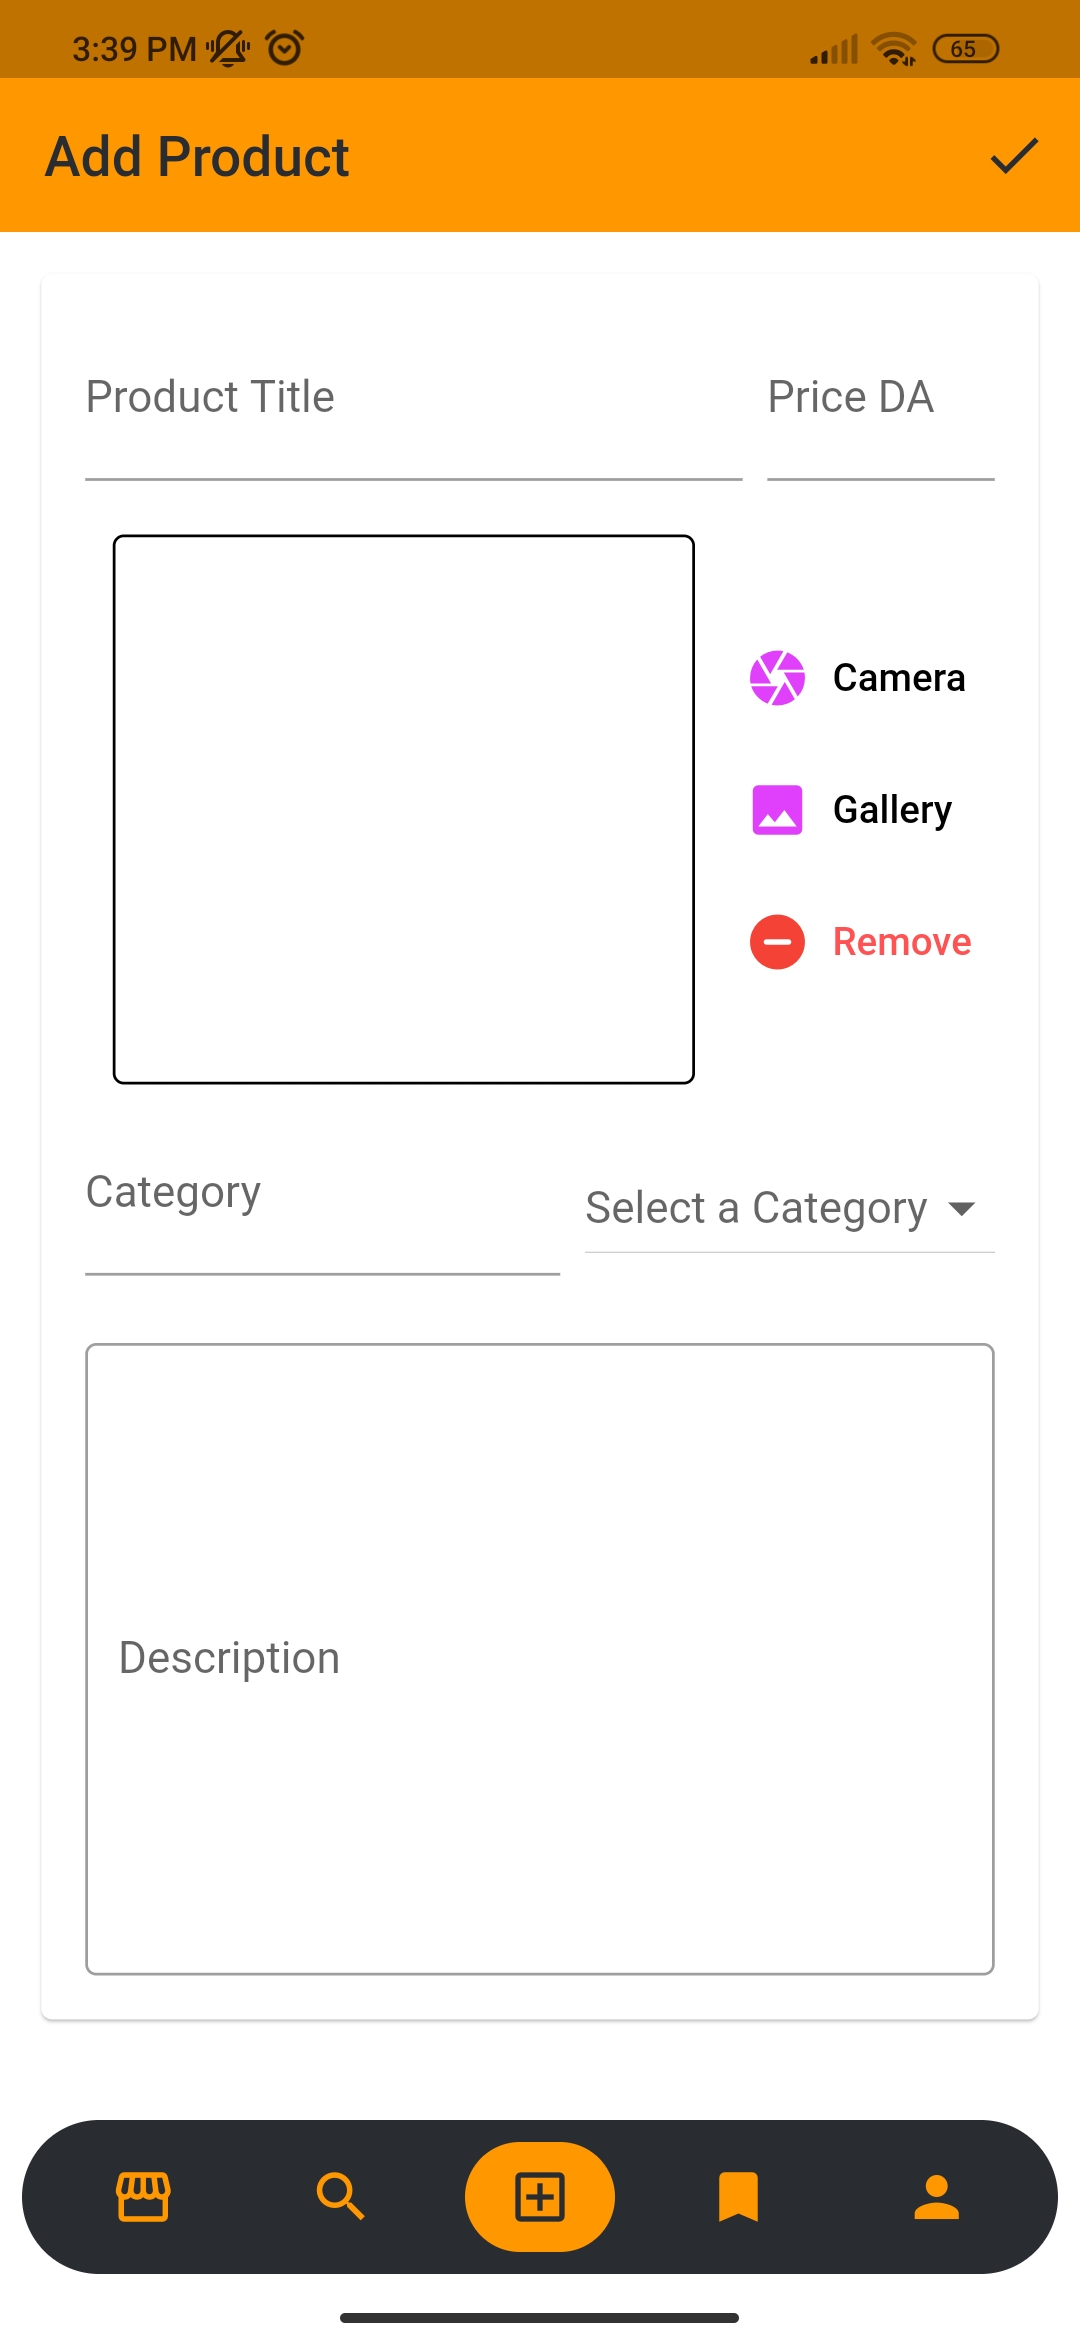 3:39 PM 65
Add Product
Product Title Price DA
Camera
Gallery
Remove
Category Select a Category
Description